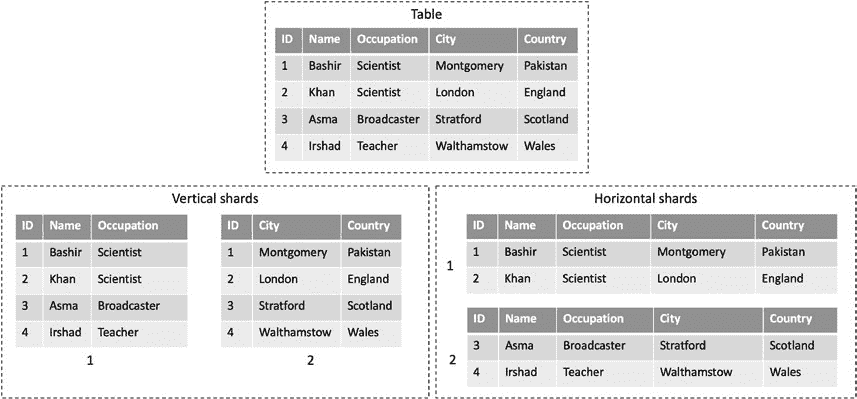 Table
ID Name Occupation City Country
1 Bashir Scientist Montgomery Pakistan
2 Khan Scientist London England
3 Asma Broadcaster Stratford Scotland
4 Irshad Teacher Walthamstow Wales
Vertical shards
ID Name Occupation
1 Bashir Scientist
2 Khan Scientist
3 Asma Broadcaster
4 Irshad Teacher
1
ID City Country
1 Montgomery Pakistan
2 London England
3 Stratford Scotland
4 Walthamstow Wales
2
Horizontal shards
1
ID Name Occupation City Country
1 Bashir Scientist Montgomery Pakistan
2 Khan Scientist London England
2
ID Name Occupation City Country
3 Asma Broadcaster Stratford Scotland
4 Irshad Teacher Walthamstow Wales